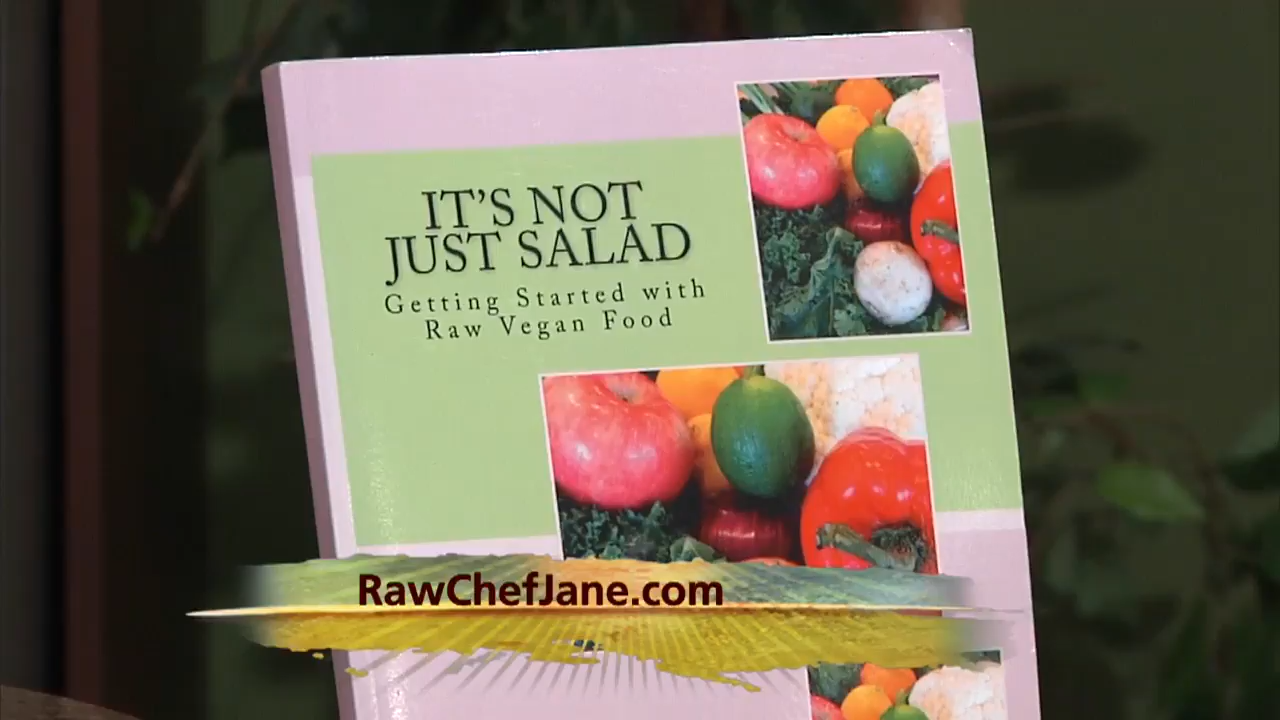 IT'S NOT
JUST SALAD
Getting Started with
Raw Vegan Food
RawChefJane.com